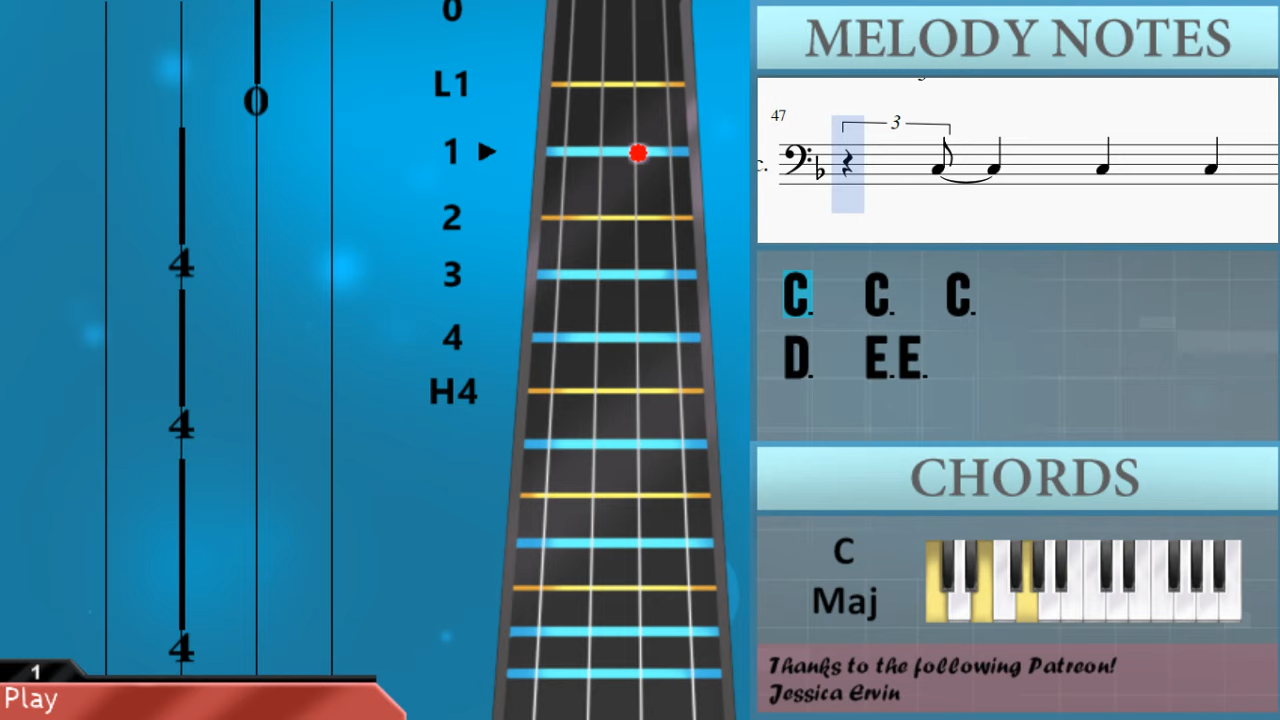 0
L1
1
2
3
4
H4
0
4
4
4
1
Play
MELODY NOTES
47
3
c.
C. C. C.
D. E.E.
CHORDS
C
Maj
Thanks to the following Patreon!
Jessica Ervin